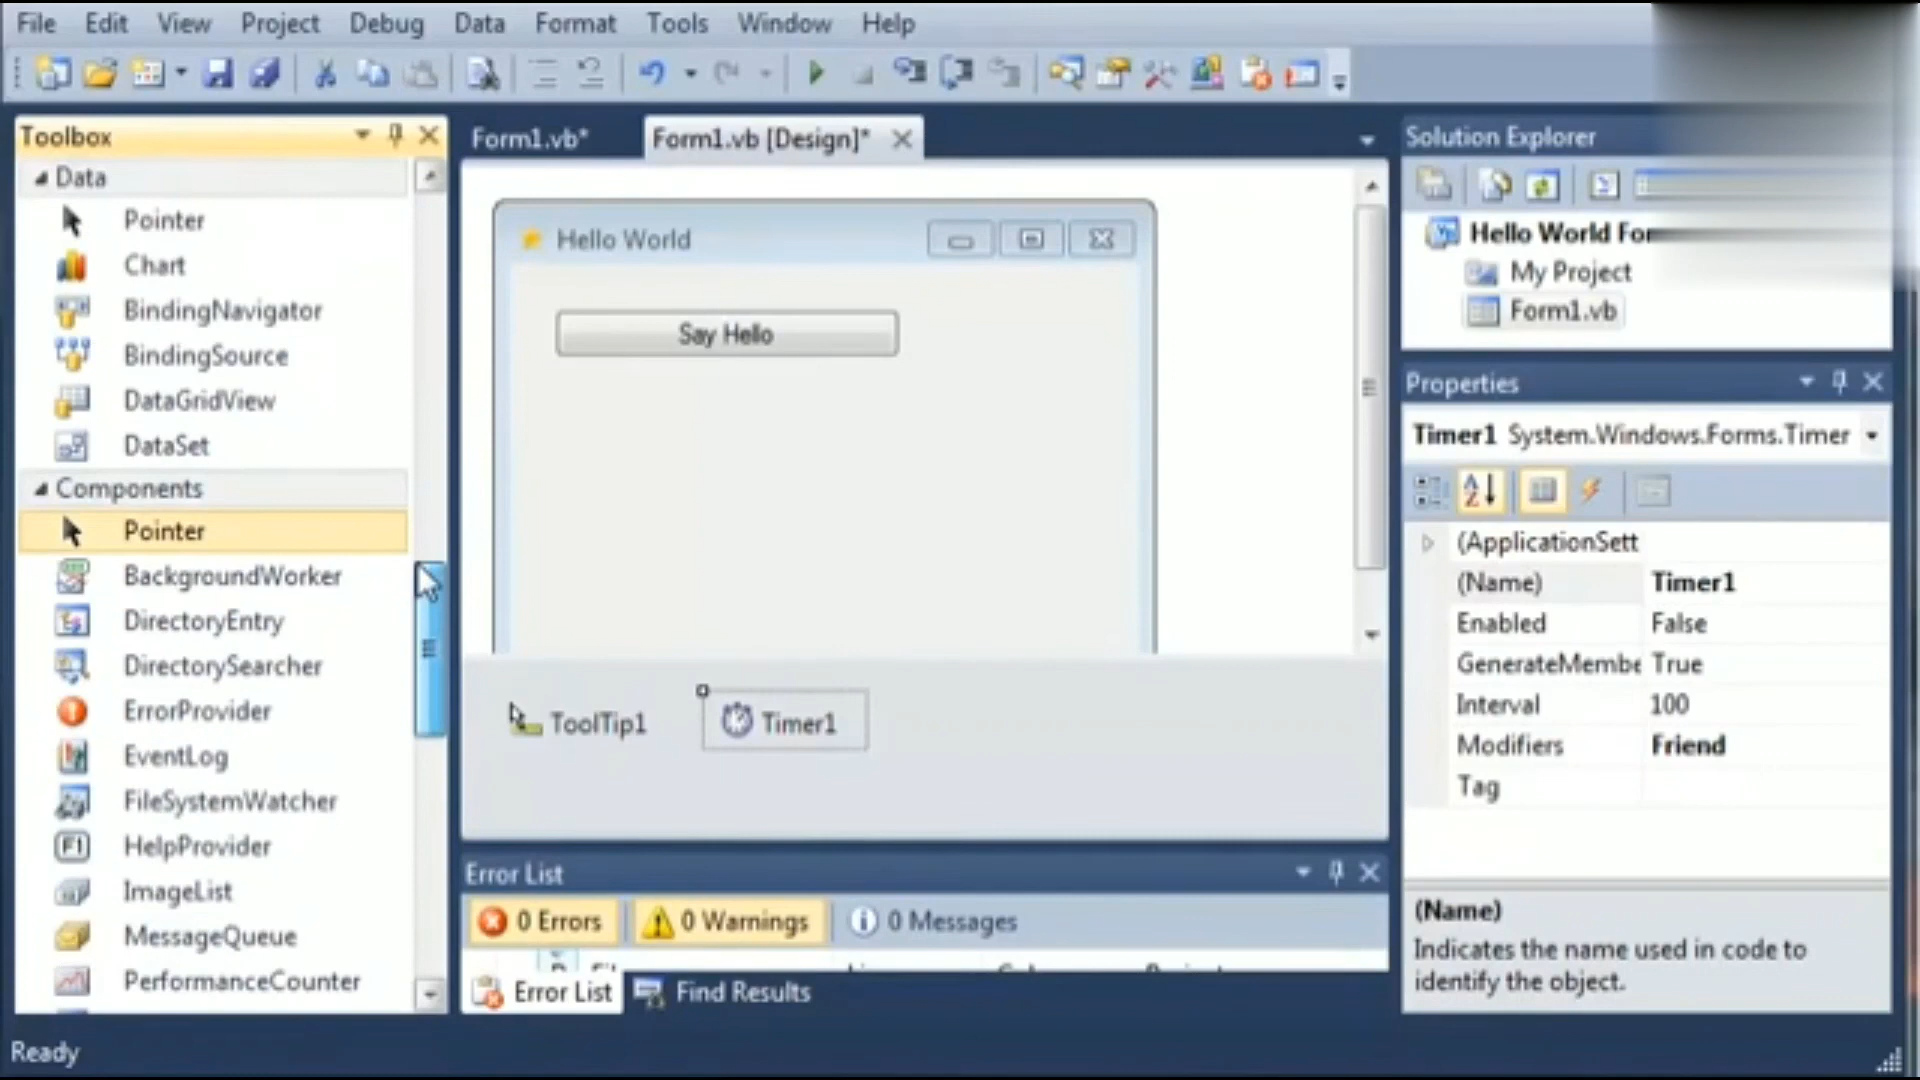 File Edit View Project Debug Data Format Tools Window Help
Toolbox
Data
Pointer
Chart
BindingNavigator
BindingSource
DataGridView
DataSet
Components
Pointer
BackgroundWorker
DirectoryEntry
DirectorySearcher
ErrorProvider
EventLog
FileSystemWatcher
HelpProvider
ImageList
MessageQueue
PerformanceCounter
Form1.vb* Form1.vb [Design]*
Hello World
Say Hello
ToolTip1 Timer1
Error List
0 Errors 0 Warnings 0 Messages
Error List Find Results
Solution Explorer
Hello World For
My Project
Form1.vb
Properties
Timer1 System.Windows.Forms.Timer
(ApplicationSett
(Name) Timer1
Enabled False
GenerateMembe True
Interval 100
Modifiers Friend
Tag
(Name)
Indicates the name used in code to
identify the object.
Ready